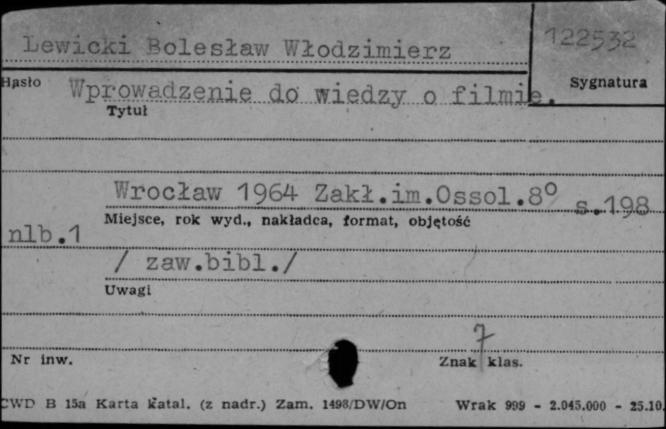 Lewicki Bolesław Włodzimierz
122532
Hasło
Sygnatura
Wprowadzenie do wiedzy o filmie.
Tytuł
Wrocław 1964 Zakł.im.Ossol.8° s.198
Miejsce, rok wyd., nakładca, format, objętość
nlb.1
/ zaw.bibl./
Uwagi
7
Nr inw.
Znak klas.
CWD B 15a Karta katal. (z nadr.) Zam. 1498/DW/On Wrak 999 - 2.045.000 - 25.10.